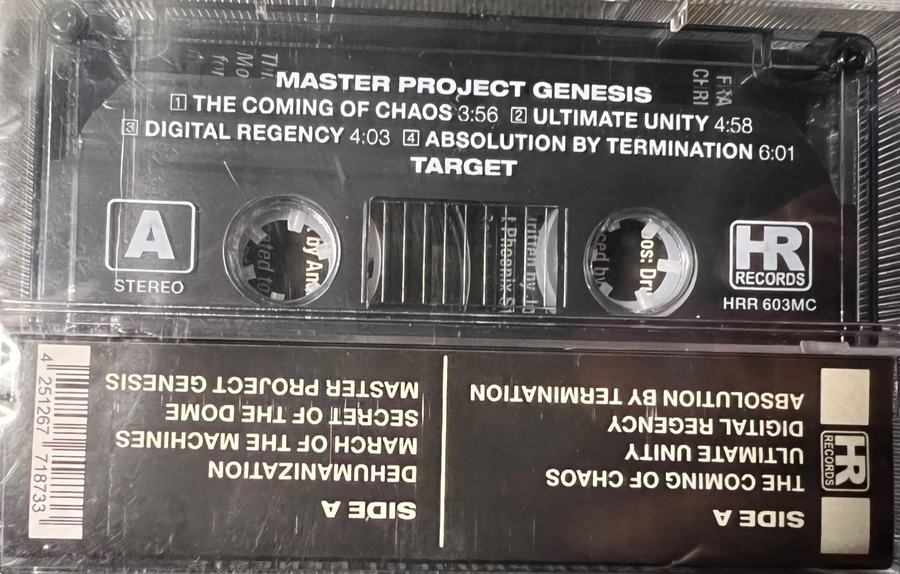 MASTER PROJECT GENESIS
1 THE COMING OF CHAOS 3:56 2 ULTIMATE UNITY 4:58
3 DIGITAL REGENCY 4:03 4 ABSOLUTION BY TERMINATION 6:01
TARGET
A
STEREO
HR
RECORDS
HRR 603MC
SIDE A
DEHUMANIZATION
MARCH OF THE MACHINES
SECRET OF THE DOME
MASTER PROJECT GENESIS
SIDE A
THE COMING OF CHAOS
ULTIMATE UNITY
DIGITAL REGENCY
ABSOLUTION BY TERMINATION
HR
RECORDS
4 251267 718733